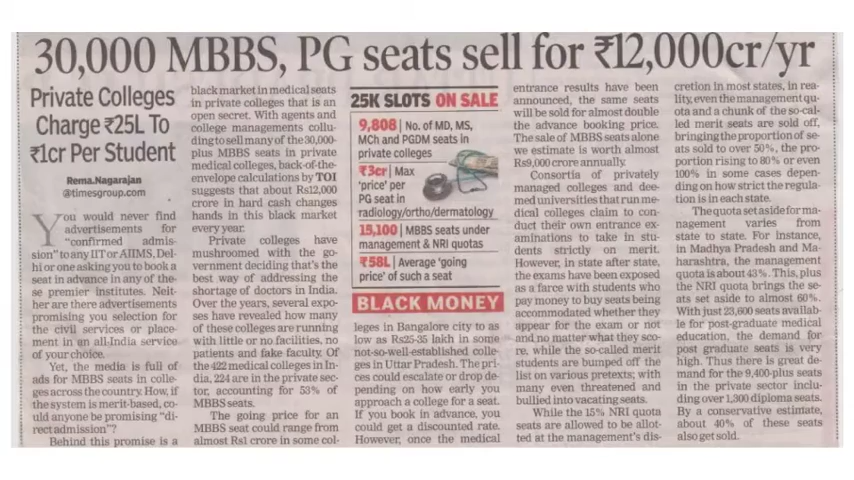 30,000 MBBS, PG seats sell for ₹12,000cr/yr
Private Colleges
Charge ₹25L To
₹1cr Per Student
Rema.Nagarajan
@timesgroup.com
You would never find
advertisements for
“confirmed admis-
sion” to any IIT or AIIMS, Del-
hi or one asking you to book a
seat in advance in any of the-
se premier institutes. Neit-
her are there advertisements
promising you selection for
the civil services or place-
ment in an all-India service
of your choice.
Yet, the media is full of
ads for MBBS seats in colle-
ges across the country. How, if
the system is merit-based, co-
uld anyone be promising “di-
rect admission”?
Behind this promise is a
black market in medical seats
in private colleges that is an
open secret. With agents and
college managements collu-
ding to sell many of the 30,000-
plus MBBS seats in private
medical colleges, back-of-the-
envelope calculations by TOI
suggests that about Rs12,000
crore in hard cash changes
hands in this black market
every year.
Private colleges have
mushroomed with the go-
vernment deciding that's the
best way of addressing the
shortage of doctors in India.
Over the years, several expo-
ses have revealed how many
of these colleges are running
with little or no facilities, no
patients and fake faculty. Of
the 422 medical colleges in In-
dia, 224 are in the private sec-
tor, accounting for 53% of
MBBS seats.
The going price for an
MBBS seat could range from
almost Rs1 crore in some col-
25K SLOTS ON SALE
9,808 | No. of MD, MS,
MCh and PGDM seats in
private colleges
₹3cr | Max
'price' per
PG seat in
radiology/ortho/dermatology
15,100 | MBBS seats under
management & NRI quotas
₹58L | Average 'going
price' of such a seat
BLACK MONEY
leges in Bangalore city to as
low as Rs25-35 lakh in some
not-so-well-established colle-
ges in Uttar Pradesh. The pri-
ces could escalate or drop de-
pending on how early you
approach a college for a seat.
If you book in advance, you
could get a discounted rate.
However, once the medical
entrance results have been
announced, the same seats
will be sold for almost double
the advance booking price.
The sale of MBBS seats alone
we estimate is worth almost
Rs9,000 crore annually.
Consortia of privately
managed colleges and dee-
med universities that run me-
dical colleges claim to con-
duct their own entrance ex-
aminations to take in stu-
dents strictly on merit.
However, in state after state,
the exams have been exposed
as a farce with students who
pay money to buy seats being
accommodated whether they
appear for the exam or not
and no matter what they sco-
re, while the so-called merit
students are bumped off the
list on various pretexts; with
many even threatened and
bullied into vacating seats.
While the 15% NRI quota
seats are allowed to be allot-
ted at the management's dis-
cretion in most states, in rea-
lity, even the management qu-
ota and a chunk of the so-cal-
led merit seats are sold off,
bringing the proportion of se-
ats sold to over 50%, the pro-
portion rising to 80% or even
100% in some cases depen-
ding on how strict the regula-
tion is in each state.
The quota set aside for ma-
nagement varies from
state to state. For instance,
in Madhya Pradesh and Ma-
harashtra, the management
quota is about 43%. This, plus
the NRI quota brings the se-
ats set aside to almost 60%.
With just 23,600 seats availab-
le for post-graduate medical
education, the demand for
post graduate seats is very
high. Thus there is great de-
mand for the 9,400-plus seats
in the private sector inclu-
ding over 1,300 diploma seats.
By a conservative estimate,
about 40% of these seats
also get sold.